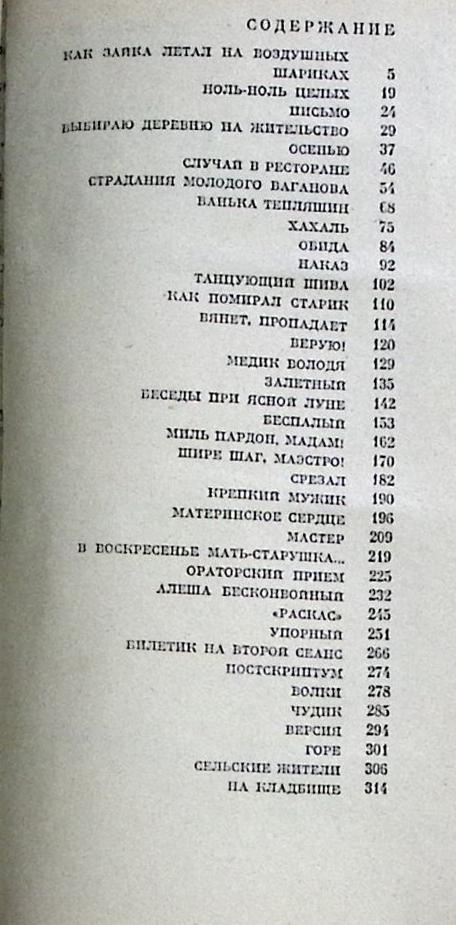 СОДЕРЖАНИЕ
КАК ЗАЙКА ЛЕТАЛ НА ВОЗДУШНЫХ
ШАРИКАХ 5
НОЛЬ-НОЛЬ ЦЕЛЫХ 19
ПИСЬМО 24
ВЫБИРАЮ ДЕРЕВНЮ НА ЖИТЕЛЬСТВО 29
ОСЕНЬЮ 37
СЛУЧАЙ В РЕСТОРАНЕ 46
СТРАДАНИЯ МОЛОДОГО ВАГАНОВА 54
ВАНЬКА ТЕПЛЯШИН 68
ХАХАЛЬ 75
ОБИДА 84
НАКАЗ 92
ТАНЦУЮЩИЙ ШИВА 102
КАК ПОМИРАЛ СТАРИК 110
ВЯНЕТ, ПРОПАДАЕТ 114
ВЕРУЮ! 120
МЕДИК ВОЛОДЯ 129
ЗАЛЕТНЫЙ 135
БЕСЕДЫ ПРИ ЯСНОЙ ЛУНЕ 142
БЕСПАЛЫЙ 153
МИЛЬ ПАРДОН, МАДАМ! 162
ШИРЕ ШАГ, МАЭСТРО! 170
СРЕЗАЛ 182
КРЕПКИЙ МУЖИК 190
МАТЕРИНСКОЕ СЕРДЦЕ 196
МАСТЕР 209
В ВОСКРЕСЕНЬЕ МАТЬ-СТАРУШКА... 219
ОРАТОРСКИЙ ПРИЕМ 225
АЛЕША БЕСКОНВОЙНЫЙ 232
«РАСКАС» 245
УПОРНЫЙ 251
БИЛЕТИК НА ВТОРОЙ СЕАНС 266
ПОСТСКРИПТУМ 274
ВОЛКИ 278
ЧУДИК 285
ВЕРСИЯ 294
ГОРЕ 301
СЕЛЬСКИЕ ЖИТЕЛИ 306
НА КЛАДБИЩЕ 314